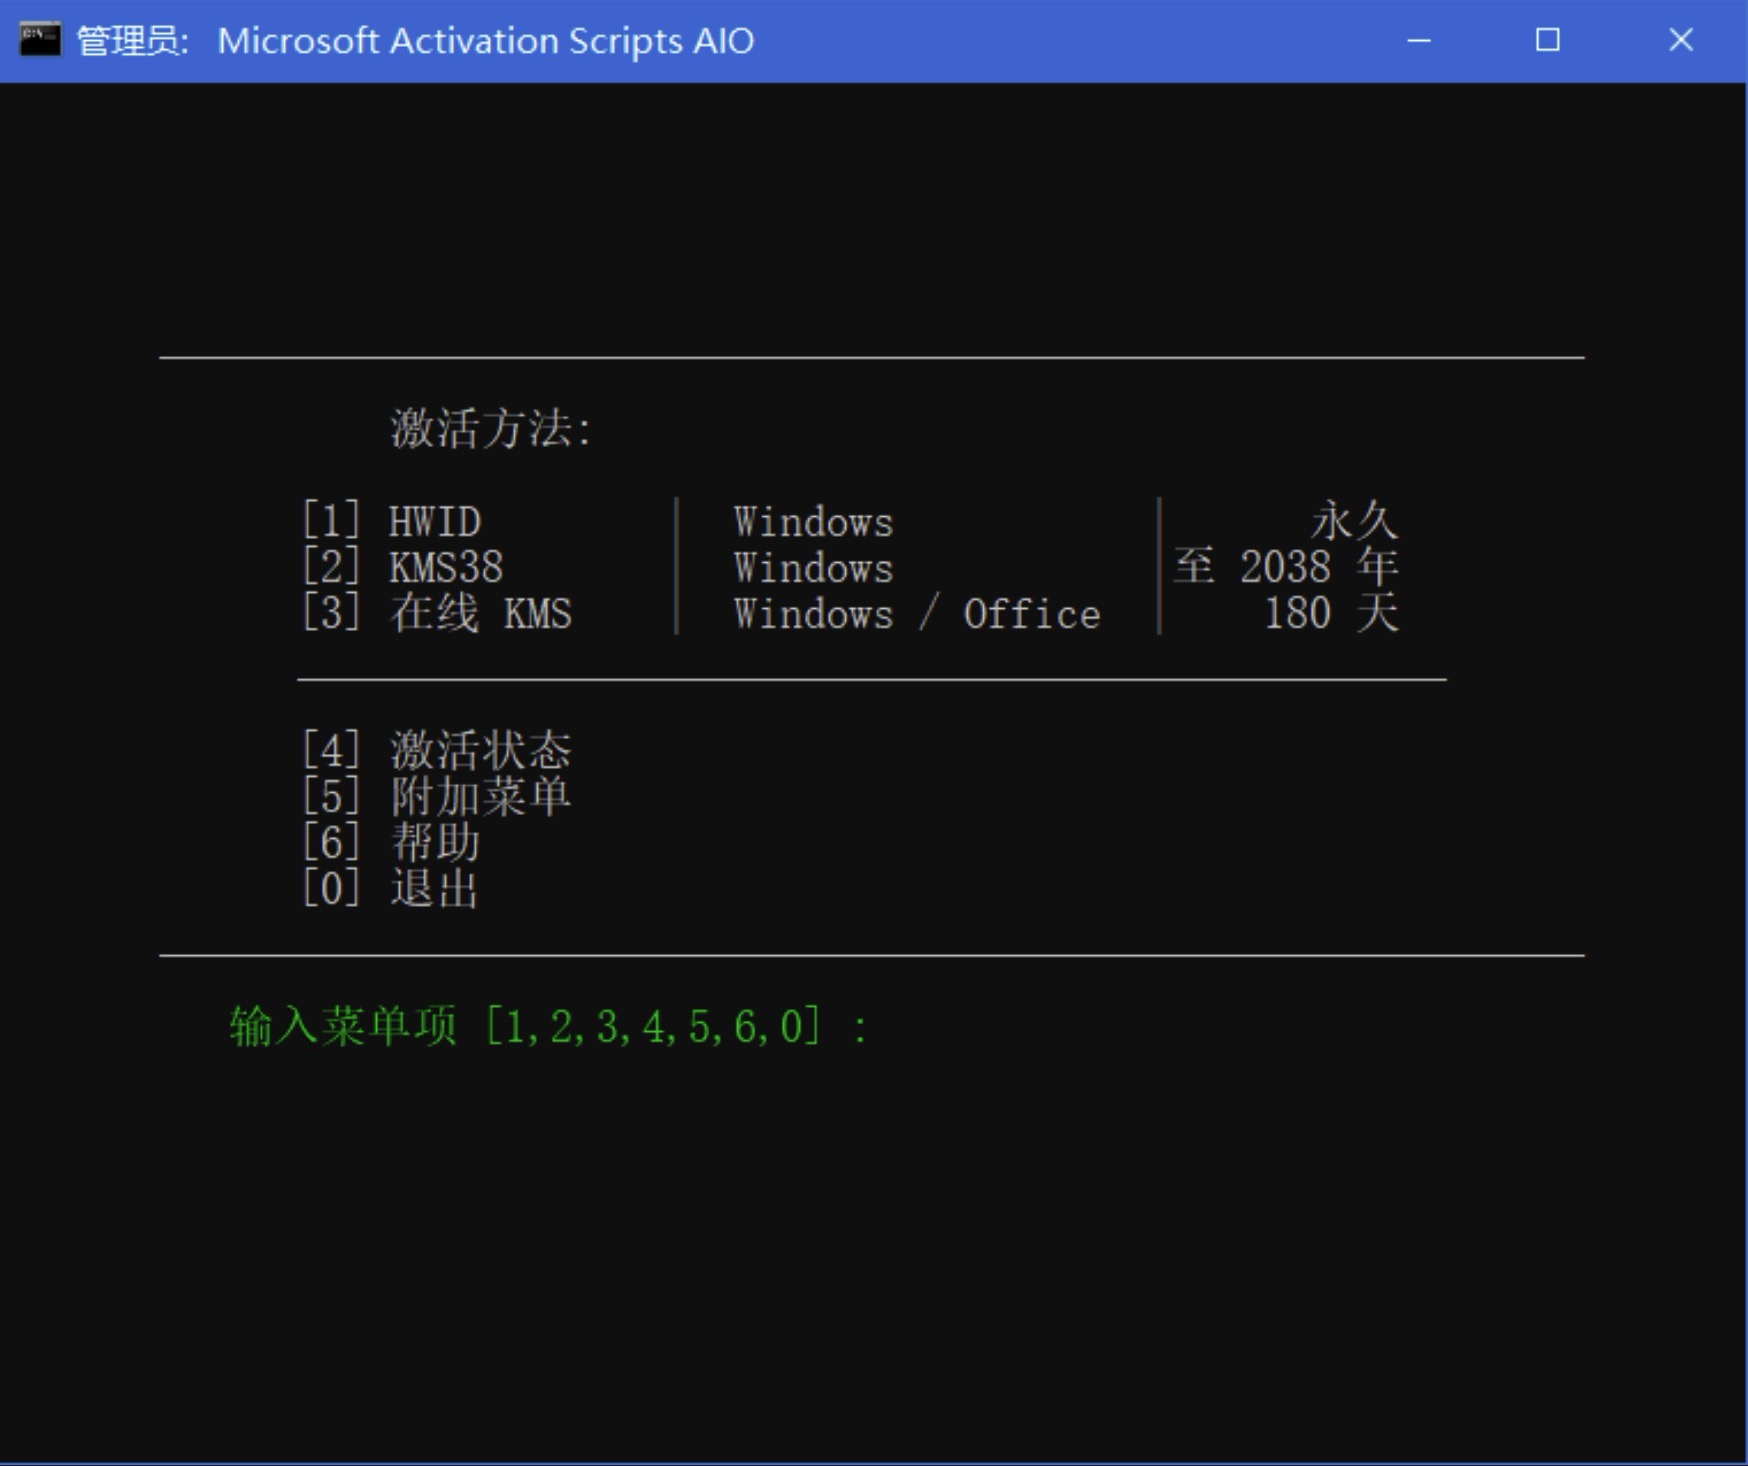 管理员:  Microsoft Activation Scripts AIO
激活方法:
[1] HWID | Windows | 永久
[2] KMS38 | Windows | 至 2038 年
[3] 在线 KMS | Windows / Office | 180 天
[4] 激活状态
[5] 附加菜单
[6] 帮助
[0] 退出
输入菜单项 [1,2,3,4,5,6,0] :